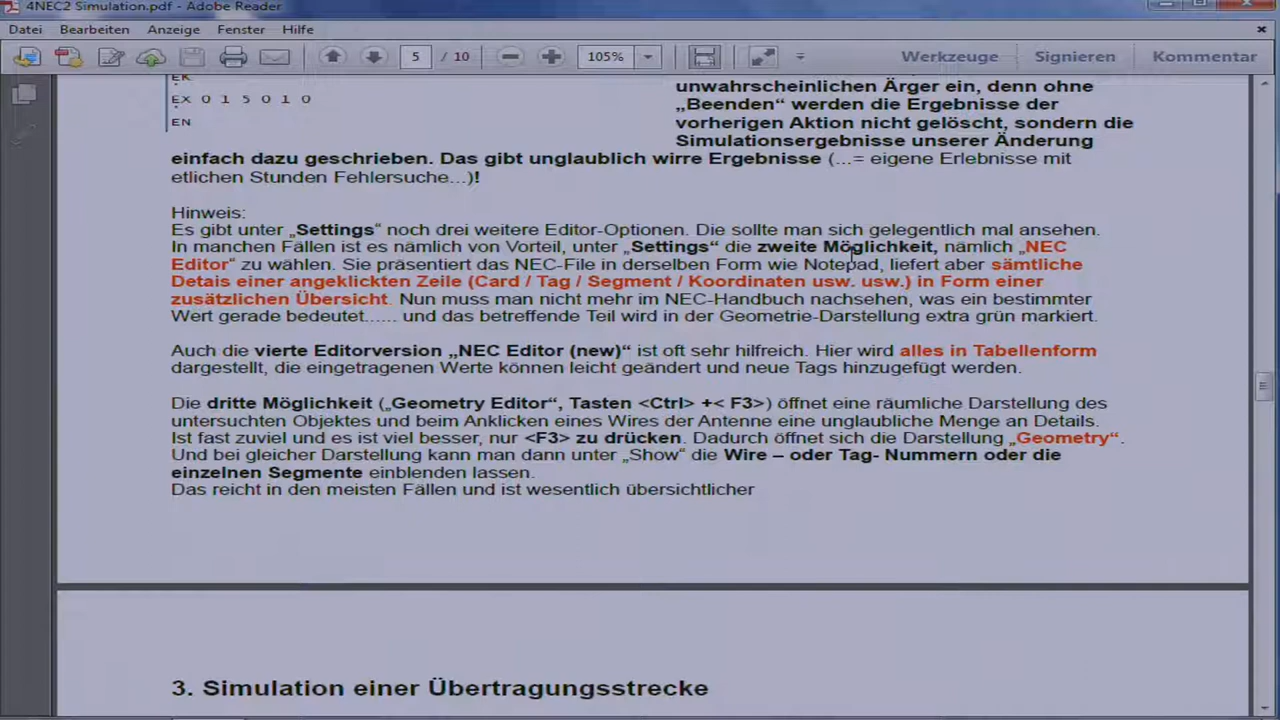 4NEC2 Simulation.pdf - Adobe Reader
Datei Bearbeiten Anzeige Fenster Hilfe
5 / 10 105% Werkzeuge Signieren Kommentar
EK
EX 0 1 5 0 1 0
EN
unwahrscheinlichen Ärger ein, denn ohne
„Beenden“ werden die Ergebnisse der
vorherigen Aktion nicht gelöscht, sondern die
Simulationsergebnisse unserer Änderung
einfach dazu geschrieben. Das gibt unglaublich wirre Ergebnisse (...= eigene Erlebnisse mit
etlichen Stunden Fehlersuche...)!
Hinweis:
Es gibt unter „Settings“ noch drei weitere Editor-Optionen. Die sollte man sich gelegentlich mal ansehen.
In manchen Fällen ist es nämlich von Vorteil, unter „Settings“ die zweite Möglichkeit, nämlich „NEC
Editor“ zu wählen. Sie präsentiert das NEC-File in derselben Form wie Notepad, liefert aber sämtliche
Detais einer angeklickten Zeile (Card / Tag / Segment / Koordinaten usw. usw.) in Form einer
zusätzlichen Übersicht. Nun muss man nicht mehr im NEC-Handbuch nachsehen, was ein bestimmter
Wert gerade bedeutet...... und das betreffende Teil wird in der Geometrie-Darstellung extra grün markiert.
Auch die vierte Editorversion „NEC Editor (new)“ ist oft sehr hilfreich. Hier wird alles in Tabellenform
dargestellt, die eingetragenen Werte können leicht geändert und neue Tags hinzugefügt werden.
Die dritte Möglichkeit („Geometry Editor“, Tasten <Ctrl> +< F3>) öffnet eine räumliche Darstellung des
untersuchten Objektes und beim Anklicken eines Wires der Antenne eine unglaubliche Menge an Details.
Ist fast zuviel und es ist viel besser, nur <F3> zu drücken. Dadurch öffnet sich die Darstellung „Geometry“.
Und bei gleicher Darstellung kann man dann unter „Show“ die Wire – oder Tag- Nummern oder die
einzelnen Segmente einblenden lassen.
Das reicht in den meisten Fällen und ist wesentlich übersichtlicher
3. Simulation einer Übertragungsstrecke